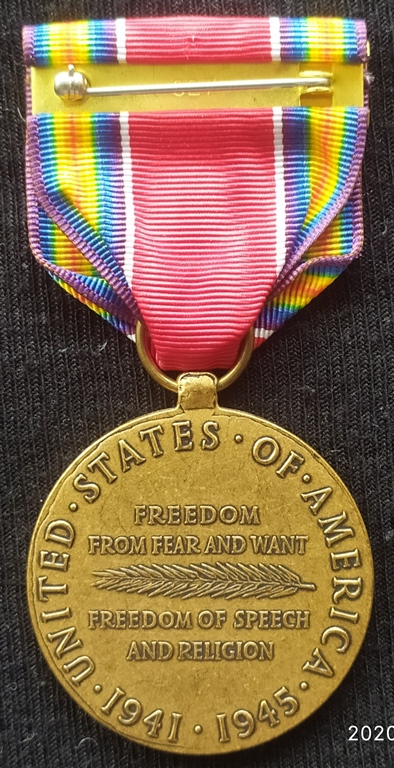 FREEDOM
FROM FEAR AND WANT
FREEDOM OF SPEECH
AND RELIGION
· UNITED · STATES · OF · AMERICA ·
1941 · 1945
2020